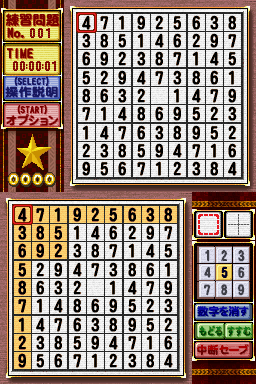 練習問題
No. 001
TIME
00:00:01
(SELECT)
操作説明
(START)
オプション
0000
4 7 1 9 2 5 6 3 8
3 8 5 1 4 6 2 9 7
6 9 2 3 8 7 1 4 5
5 2 9 4 7 3 8 6 1
8 6 3 2 1 4 7 9
7 1 4 8 6 9 5 2 3
1 4 7 6 3 8 9 5 2
2 3 8 5 9 4 7 1 6
9 5 6 7 1 2 3 8 4
4 7 1 9 2 5 6 3 8
3 8 5 1 4 6 2 9 7
6 9 2 3 8 7 1 4 5
5 2 9 4 7 3 8 6 1
8 6 3 2 1 4 7 9
7 1 4 8 6 9 5 2 3
1 4 7 6 3 8 9 5 2
2 3 8 5 9 4 7 1 6
9 5 6 7 1 2 3 8 4
1 2 3
4 5 6
7 8 9
数字を消す
もどる すすむ
中断セーブ